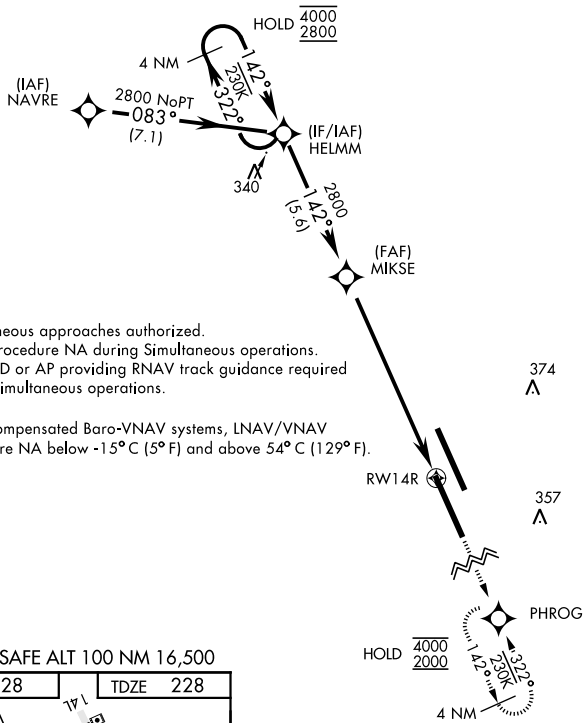 HOLD 4000
2800
4 NM
142°
230K
322°
(IAF)
NAVRE
2800 NoPT
083°
(7.1)
(IF/IAF)
HELMM
340
2800
142°
(5.6)
(FAF)
MIKSE
neous approaches authorized.
rocedure NA during Simultaneous operations.
D or AP providing RNAV track guidance required
imultaneous operations.
ompensated Baro-VNAV systems, LNAV/VNAV
re NA below -15°C (5°F) and above 54°C (129°F).
374
RW14R
357
PHROG
HOLD 4000
2000
142°
230K
322°
4 NM
SAFE ALT 100 NM 16,500
28 TDZE 228
14L